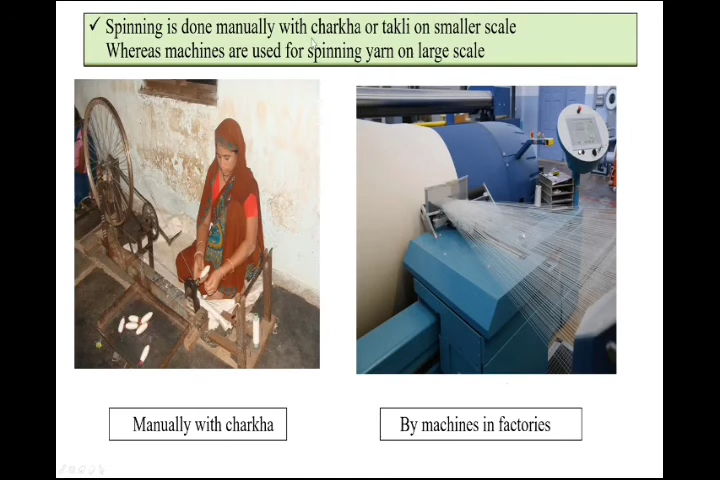 ✓ Spinning is done manually with charkha or takli on smaller scale
Whereas machines are used for spinning yarn on large scale
Manually with charkha
By machines in factories